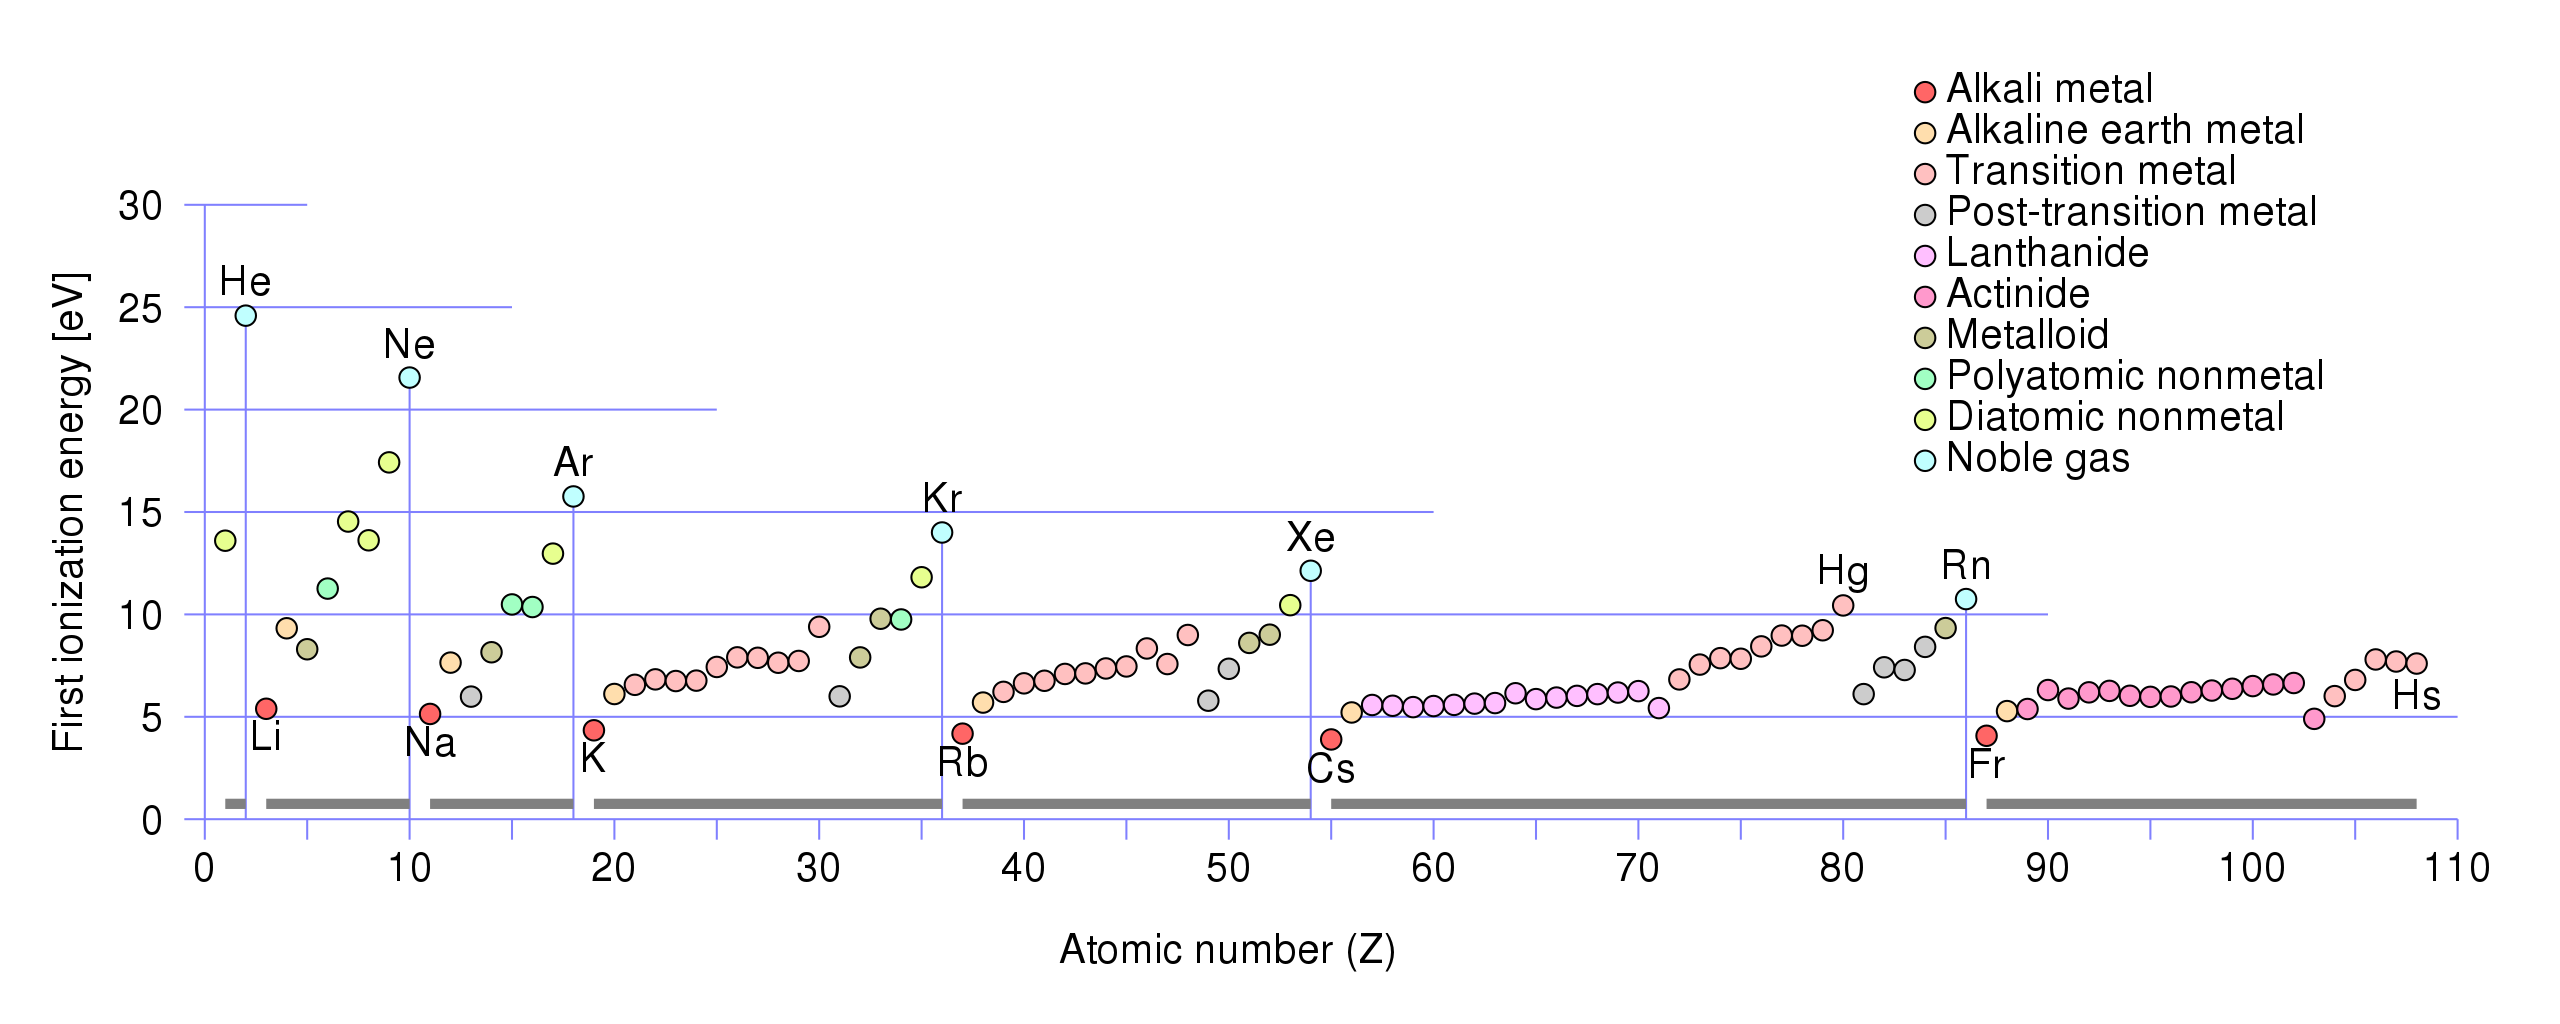 Alkali metal
Alkaline earth metal
Transition metal
Post-transition metal
Lanthanide
Actinide
Metalloid
Polyatomic nonmetal
Diatomic nonmetal
Noble gas
First ionization energy [eV]
30
25
20
15
10
5
0
He
Ne
Ar
Kr
Xe
Hg
Rn
Li
Na
K
Rb
Cs
Fr
Hs
0 10 20 30 40 50 60 70 80 90 100 110
Atomic number (Z)